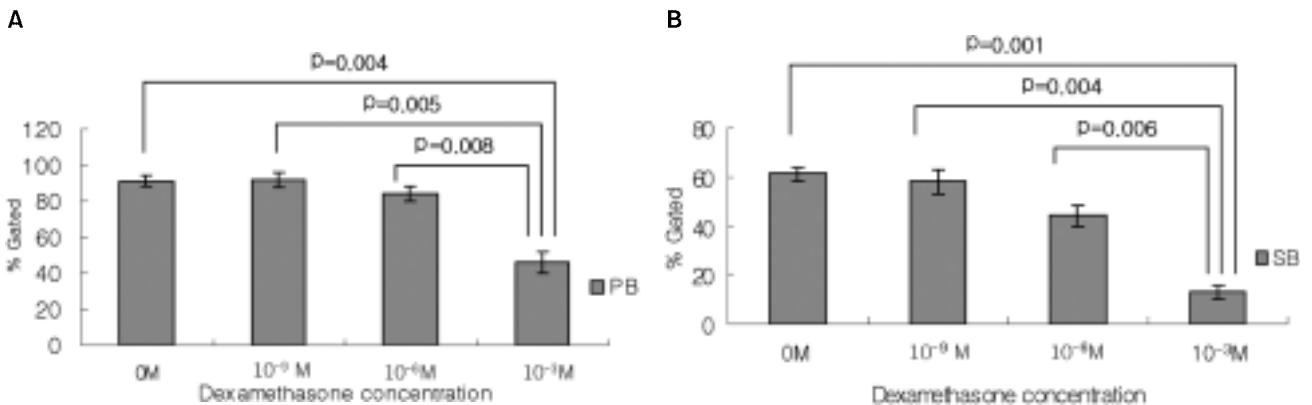 A
p=0.004
p=0.005
p=0.008
120
100
80
60
40
20
0
% Gated
0M
10⁻⁹ M
10⁻⁶M
10⁻³M
Dexamethasone concentration
PB
B
p=0.001
p=0.004
p=0.006
80
60
40
20
0
% Gated
0M
10⁻⁹ M
10⁻⁶M
10⁻³M
Dexamethasone concentration
SB